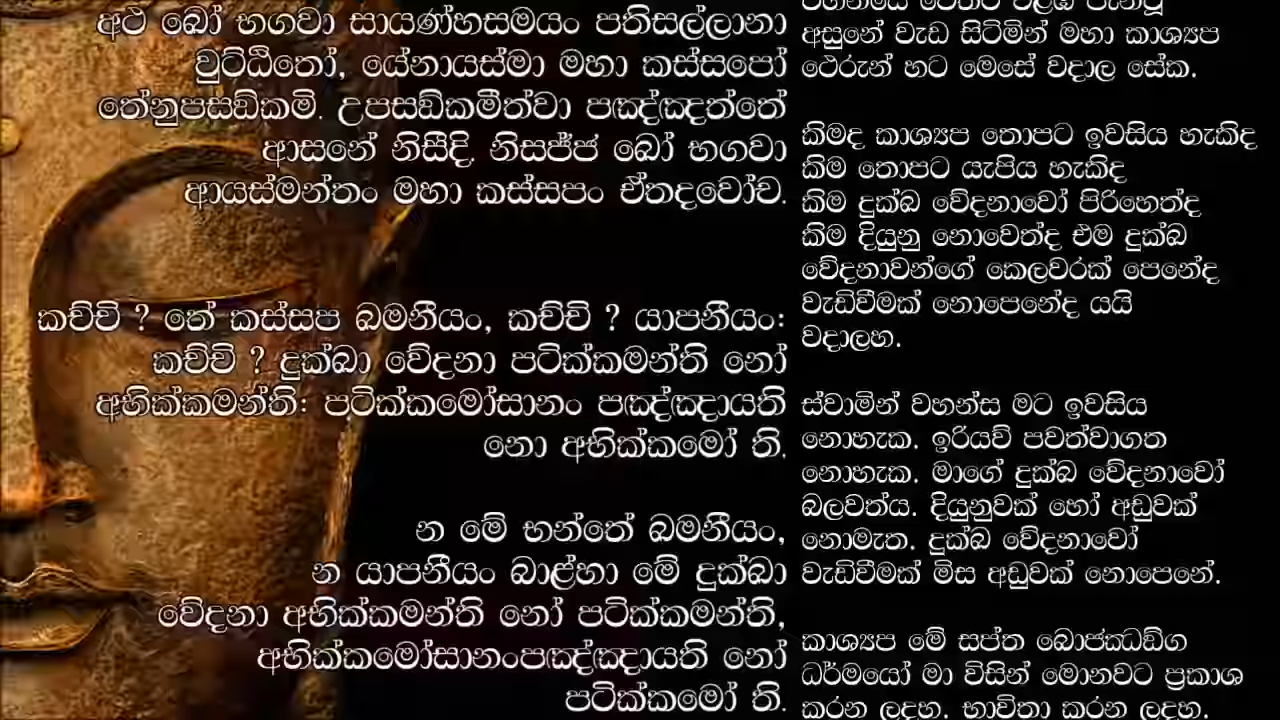 අථ ඛෝ භගවා සායණ්හසමයං පතිසල්ලානා
වුට්ඨිතෝ, යේනායස්මා මහා කස්සපෝ
තේනුපසඞ්කමි. උපසඞ්කමීත්වා පඤ්ඤත්තේ
ආසනේ නිසීදි. නිසජ්ජ ඛෝ භගවා
ආයස්මන්තං මහා කස්සපං ඒතදවෝච.
කච්චි ? තේ කස්සප ඛමනීයං, කච්චි ? යාපනීයං:
කච්චි ? දුක්ඛා වේදනා පටික්කමන්ති නෝ
අභික්කමන්ති: පටික්කමෝසානං පඤ්ඤායති
නො අභික්කමෝ ති.
න මේ භන්තේ ඛමනීයං,
න යාපනීයං බාළ්හා මේ දුක්ඛා
වේදනා අභික්කමන්ති නෝ පටික්කමන්ති,
අභික්කමෝසානංපඤ්ඤායති නෝ
පටික්කමෝ ති.
අසුනේ වැඩ සිටිමින් මහා කාශ්‍යප
ථෙරුන් හට මෙසේ වදාල සේක.
කිමද කාශ්‍යප තොපට ඉවසිය හැකිද
කිම තොපට යැපිය හැකිද
කිම දුක්ඛ වේදනාවෝ පිරිහෙත්ද
කිම දියුනු නොවෙත්ද එම දුක්ඛ
වේදනාවන්ගේ කෙලවරක් පෙනේද
වැඩිවීමක් නොපෙනේද යයි
වදාලහ.
ස්වාමින් වහන්ස මට ඉවසිය
නොහැක. ඉරියව් පවත්වාගත
නොහැක. මාගේ දුක්ඛ වේදනාවෝ
බලවත්ය. දියුනුවක් හෝ අඩුවක්
නොමැත. දුක්ඛ වේදනාවෝ
වැඩිවීමක් මිස අඩුවක් නොපෙනේ.
කාශ්‍යප මේ සප්ත බොජඣඞ්ග
ධර්මයෝ මා විසින් මොනවට ප්‍රකාශ
කරන ලදහ. භාවිතා කරන ලදහ.